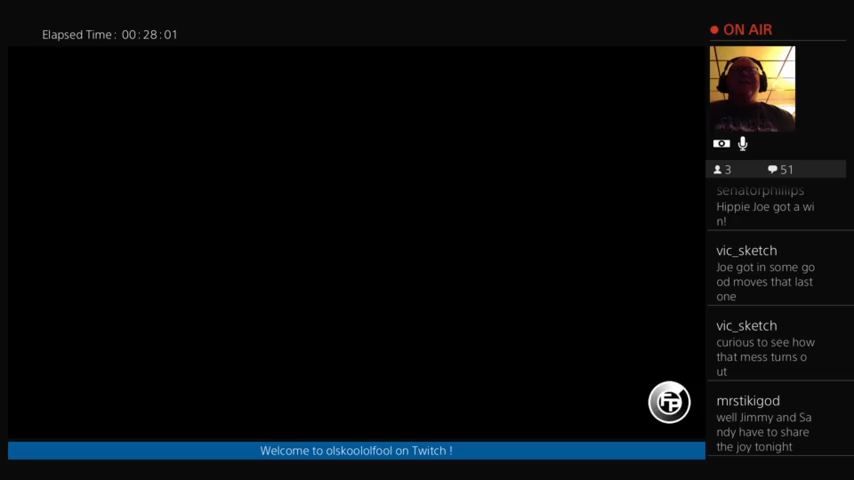 Elapsed Time: 00:28:01
ON AIR
3
51
senatorphillips
Hippie Joe got a wi
n!
vic_sketch
Joe got in some go
od moves that last
one
vic_sketch
curious to see how
that mess turns o
ut
mrstikigod
well Jimmy and Sa
ndy have to share
the joy tonight
Welcome to olskoololfool on Twitch !